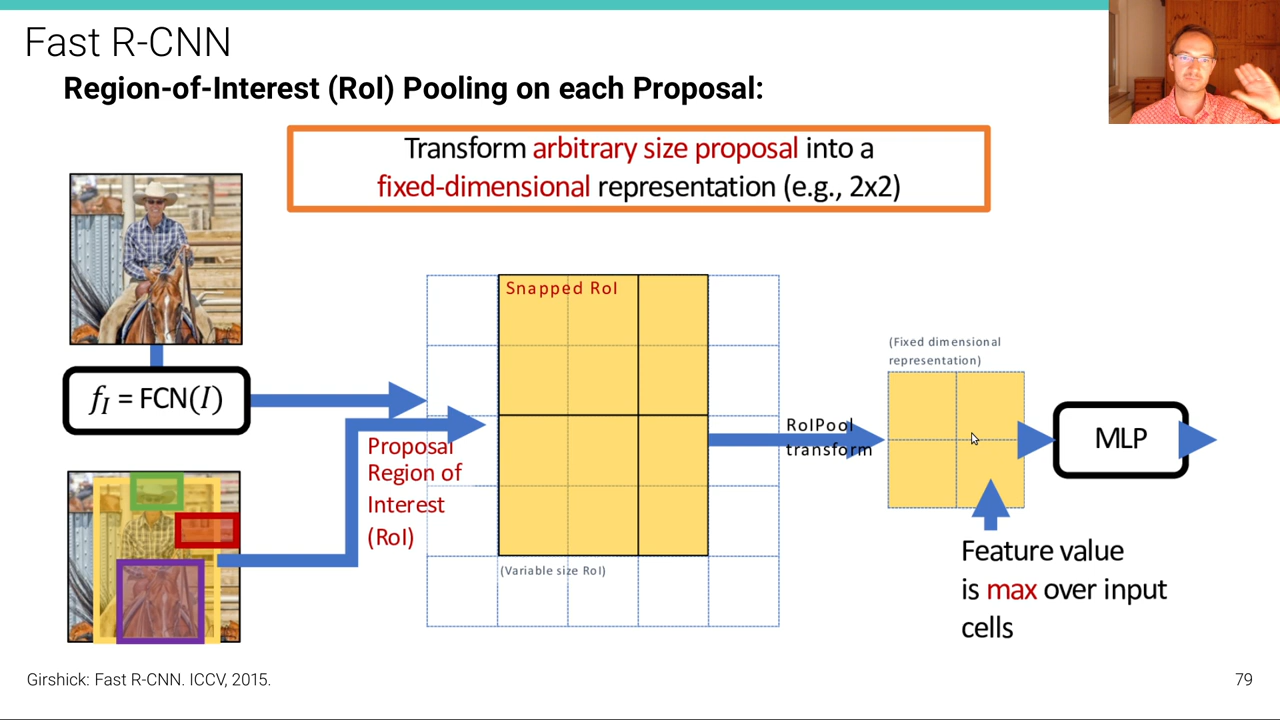 Fast R-CNN
Region-of-Interest (RoI) Pooling on each Proposal:
Transform arbitrary size proposal into a
fixed-dimensional representation (e.g., 2x2)
f_I = FCN(I)
Proposal
Region of
Interest
(RoI)
Snapped RoI
(Variable size RoI)
RoIPool
transform
(Fixed dimensional
representation)
MLP
Feature value
is max over input
cells
Girshick: Fast R-CNN. ICCV, 2015.
79